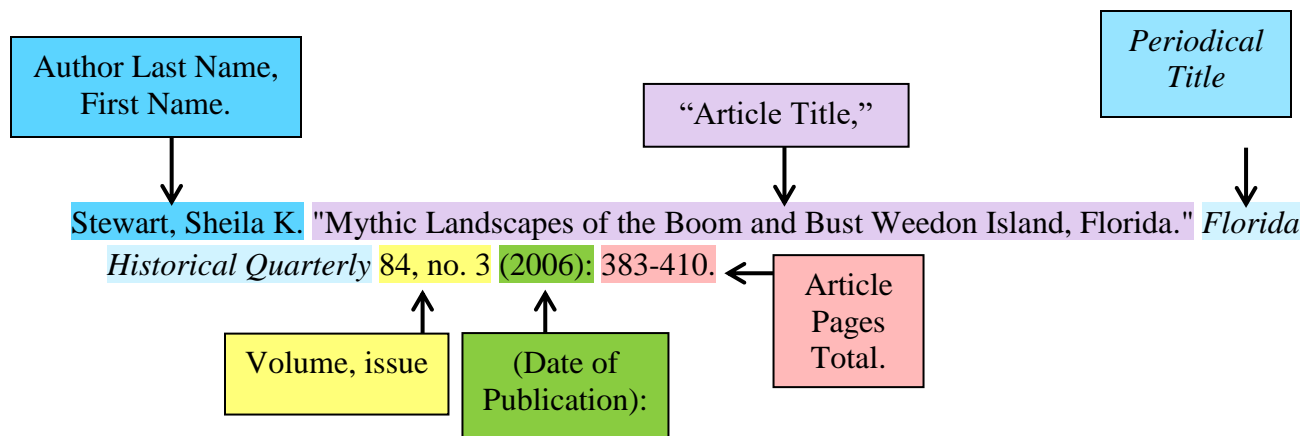 Periodical
Title
Author Last Name,
First Name.
“Article Title,”
Stewart, Sheila K. "Mythic Landscapes of the Boom and Bust Weedon Island, Florida." Florida
Historical Quarterly 84, no. 3 (2006): 383-410.
Article
Pages
Total.
Volume, issue
(Date of
Publication):